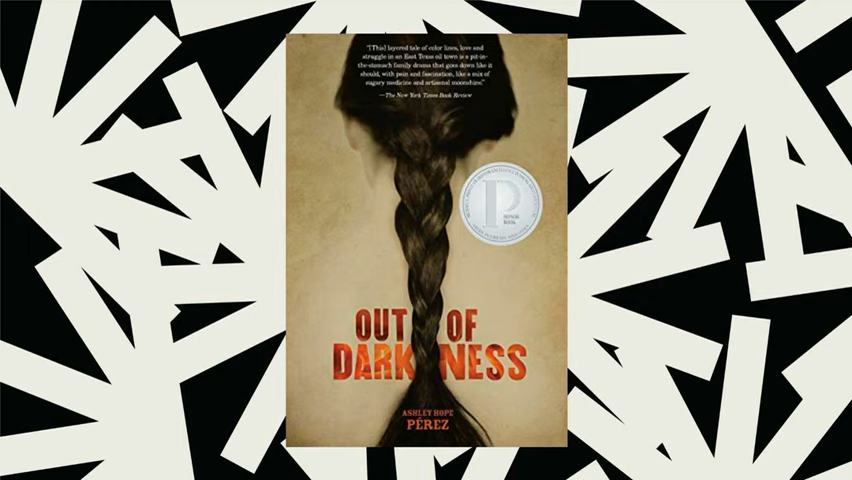 "[This] layered tale of color lines, love and
struggle in an East Texas oil town is a pit-in-
the-stomach family drama that goes down like it
should, with pain and fascination, like a mix of
sugary medicine and artisanal moonshine."
—The New York Times Book Review
P
HONOR
BOOK
OUT OF
DARKNESS
ASHLEY HOPE
PÉREZ